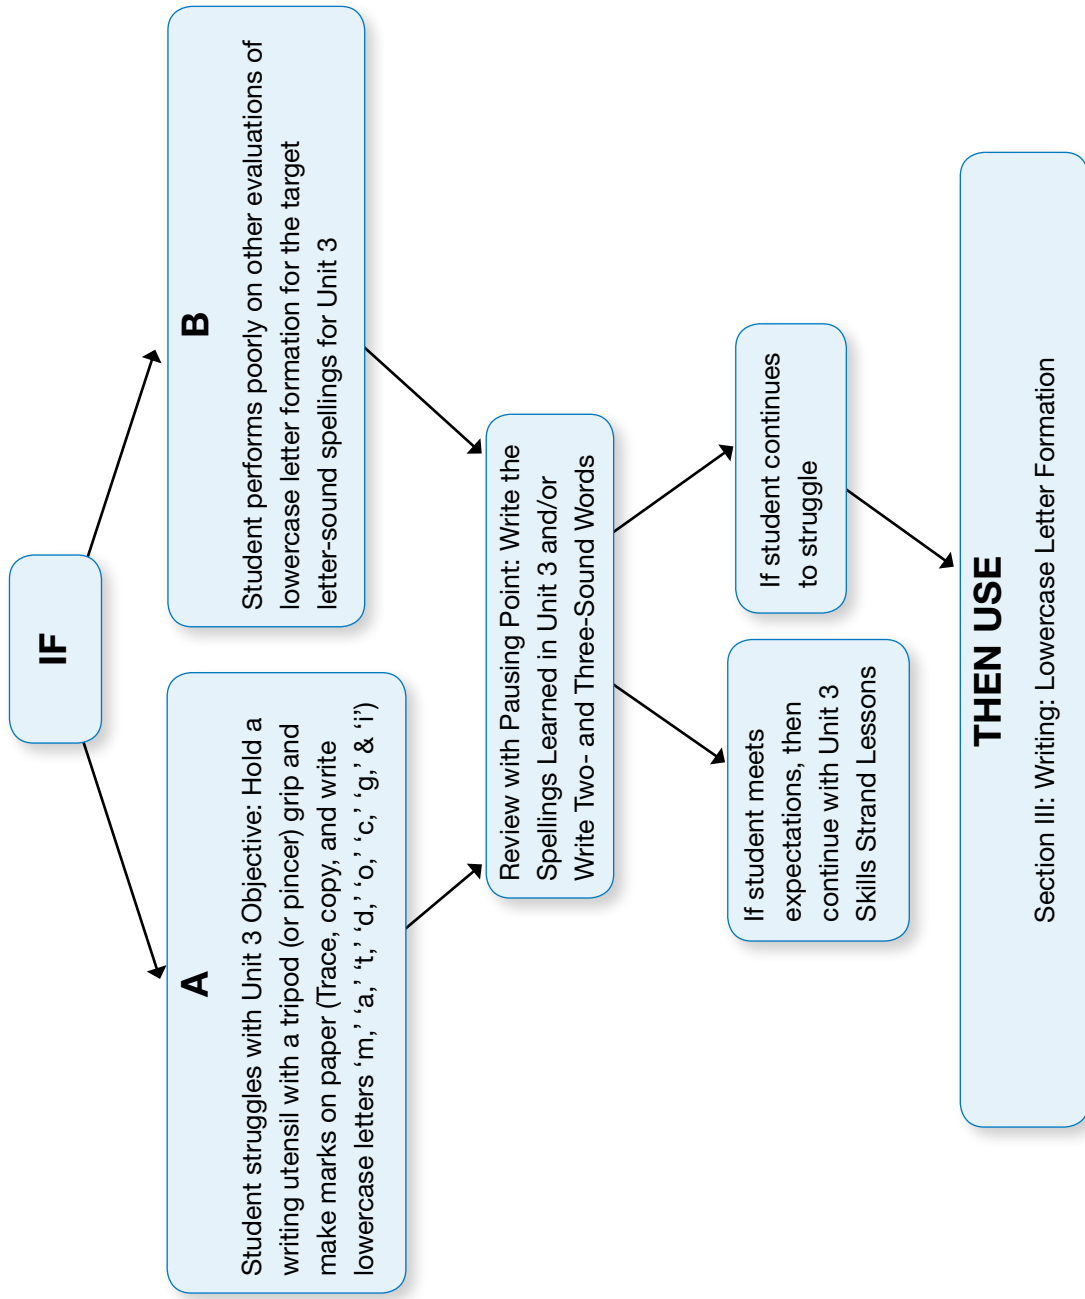 IF
A
Student struggles with Unit 3 Objective: Hold a
writing utensil with a tripod (or pincer) grip and
make marks on paper (Trace, copy, and write
lowercase letters ‘m,’ ‘a,’ ‘t,’ ‘d,’ ‘o,’ ‘c,’ ‘g,’ & ‘i’)
B
Student performs poorly on other evaluations of
lowercase letter formation for the target
letter-sound spellings for Unit 3
Review with Pausing Point: Write the
Spellings Learned in Unit 3 and/or
Write Two- and Three-Sound Words
If student meets
expectations, then
continue with Unit 3
Skills Strand Lessons
If student continues
to struggle
THEN USE
Section III: Writing: Lowercase Letter Formation